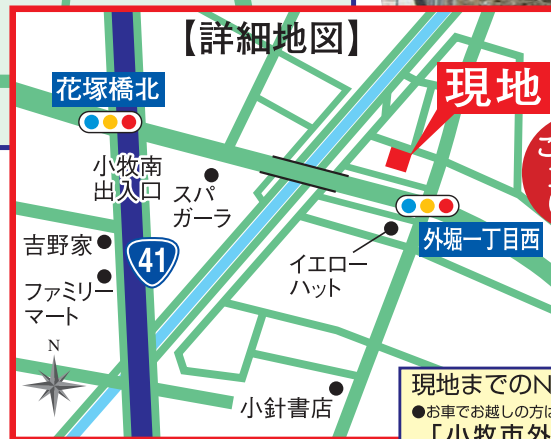 【詳細地図】
花塚橋北
現地
小牧南
出入口
スパ
ガーラ
吉野家
41
外堀一丁目西
イエロー
ハット
ファミリー
マート
N
小針書店
現地までのN
●お車でお越しの方は
「小牧市外